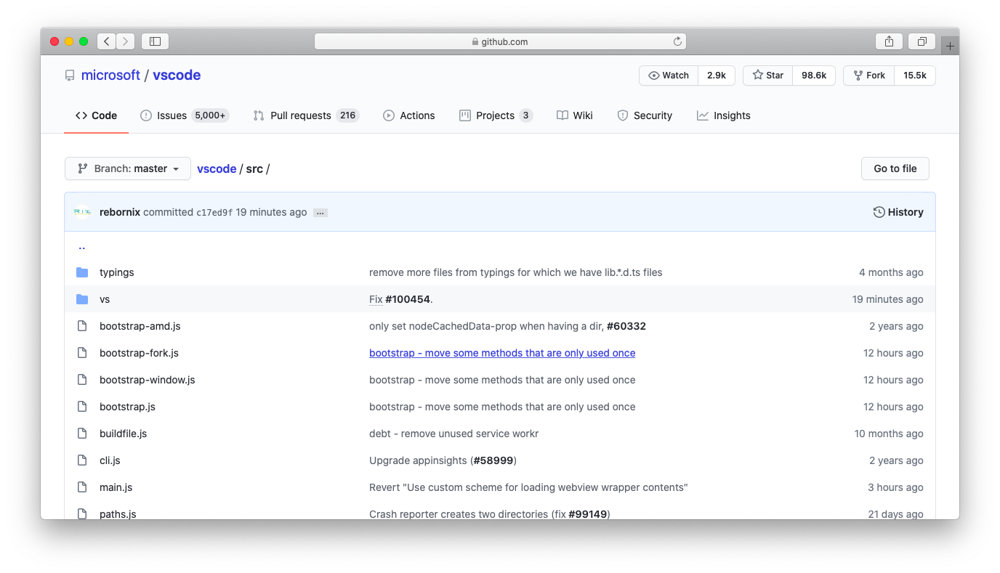 github.com
microsoft / vscode
Watch 2.9k Star 98.6k Fork 15.5k
Code Issues 5,000+ Pull requests 216 Actions Projects 3 Wiki Security Insights
Branch: master vscode / src / Go to file
rebornix committed c17ed9f 19 minutes ago … History
..
typings remove more files from typings for which we have lib.*.d.ts files 4 months ago
vs Fix #100454. 19 minutes ago
bootstrap-amd.js only set nodeCachedData-prop when having a dir, #60332 2 years ago
bootstrap-fork.js bootstrap - move some methods that are only used once 12 hours ago
bootstrap-window.js bootstrap - move some methods that are only used once 12 hours ago
bootstrap.js bootstrap - move some methods that are only used once 12 hours ago
buildfile.js debt - remove unused service workr 10 months ago
cli.js Upgrade appinsights (#58999) 2 years ago
main.js Revert "Use custom scheme for loading webview wrapper contents" 3 hours ago
paths.js Crash reporter creates two directories (fix #99149) 21 days ago